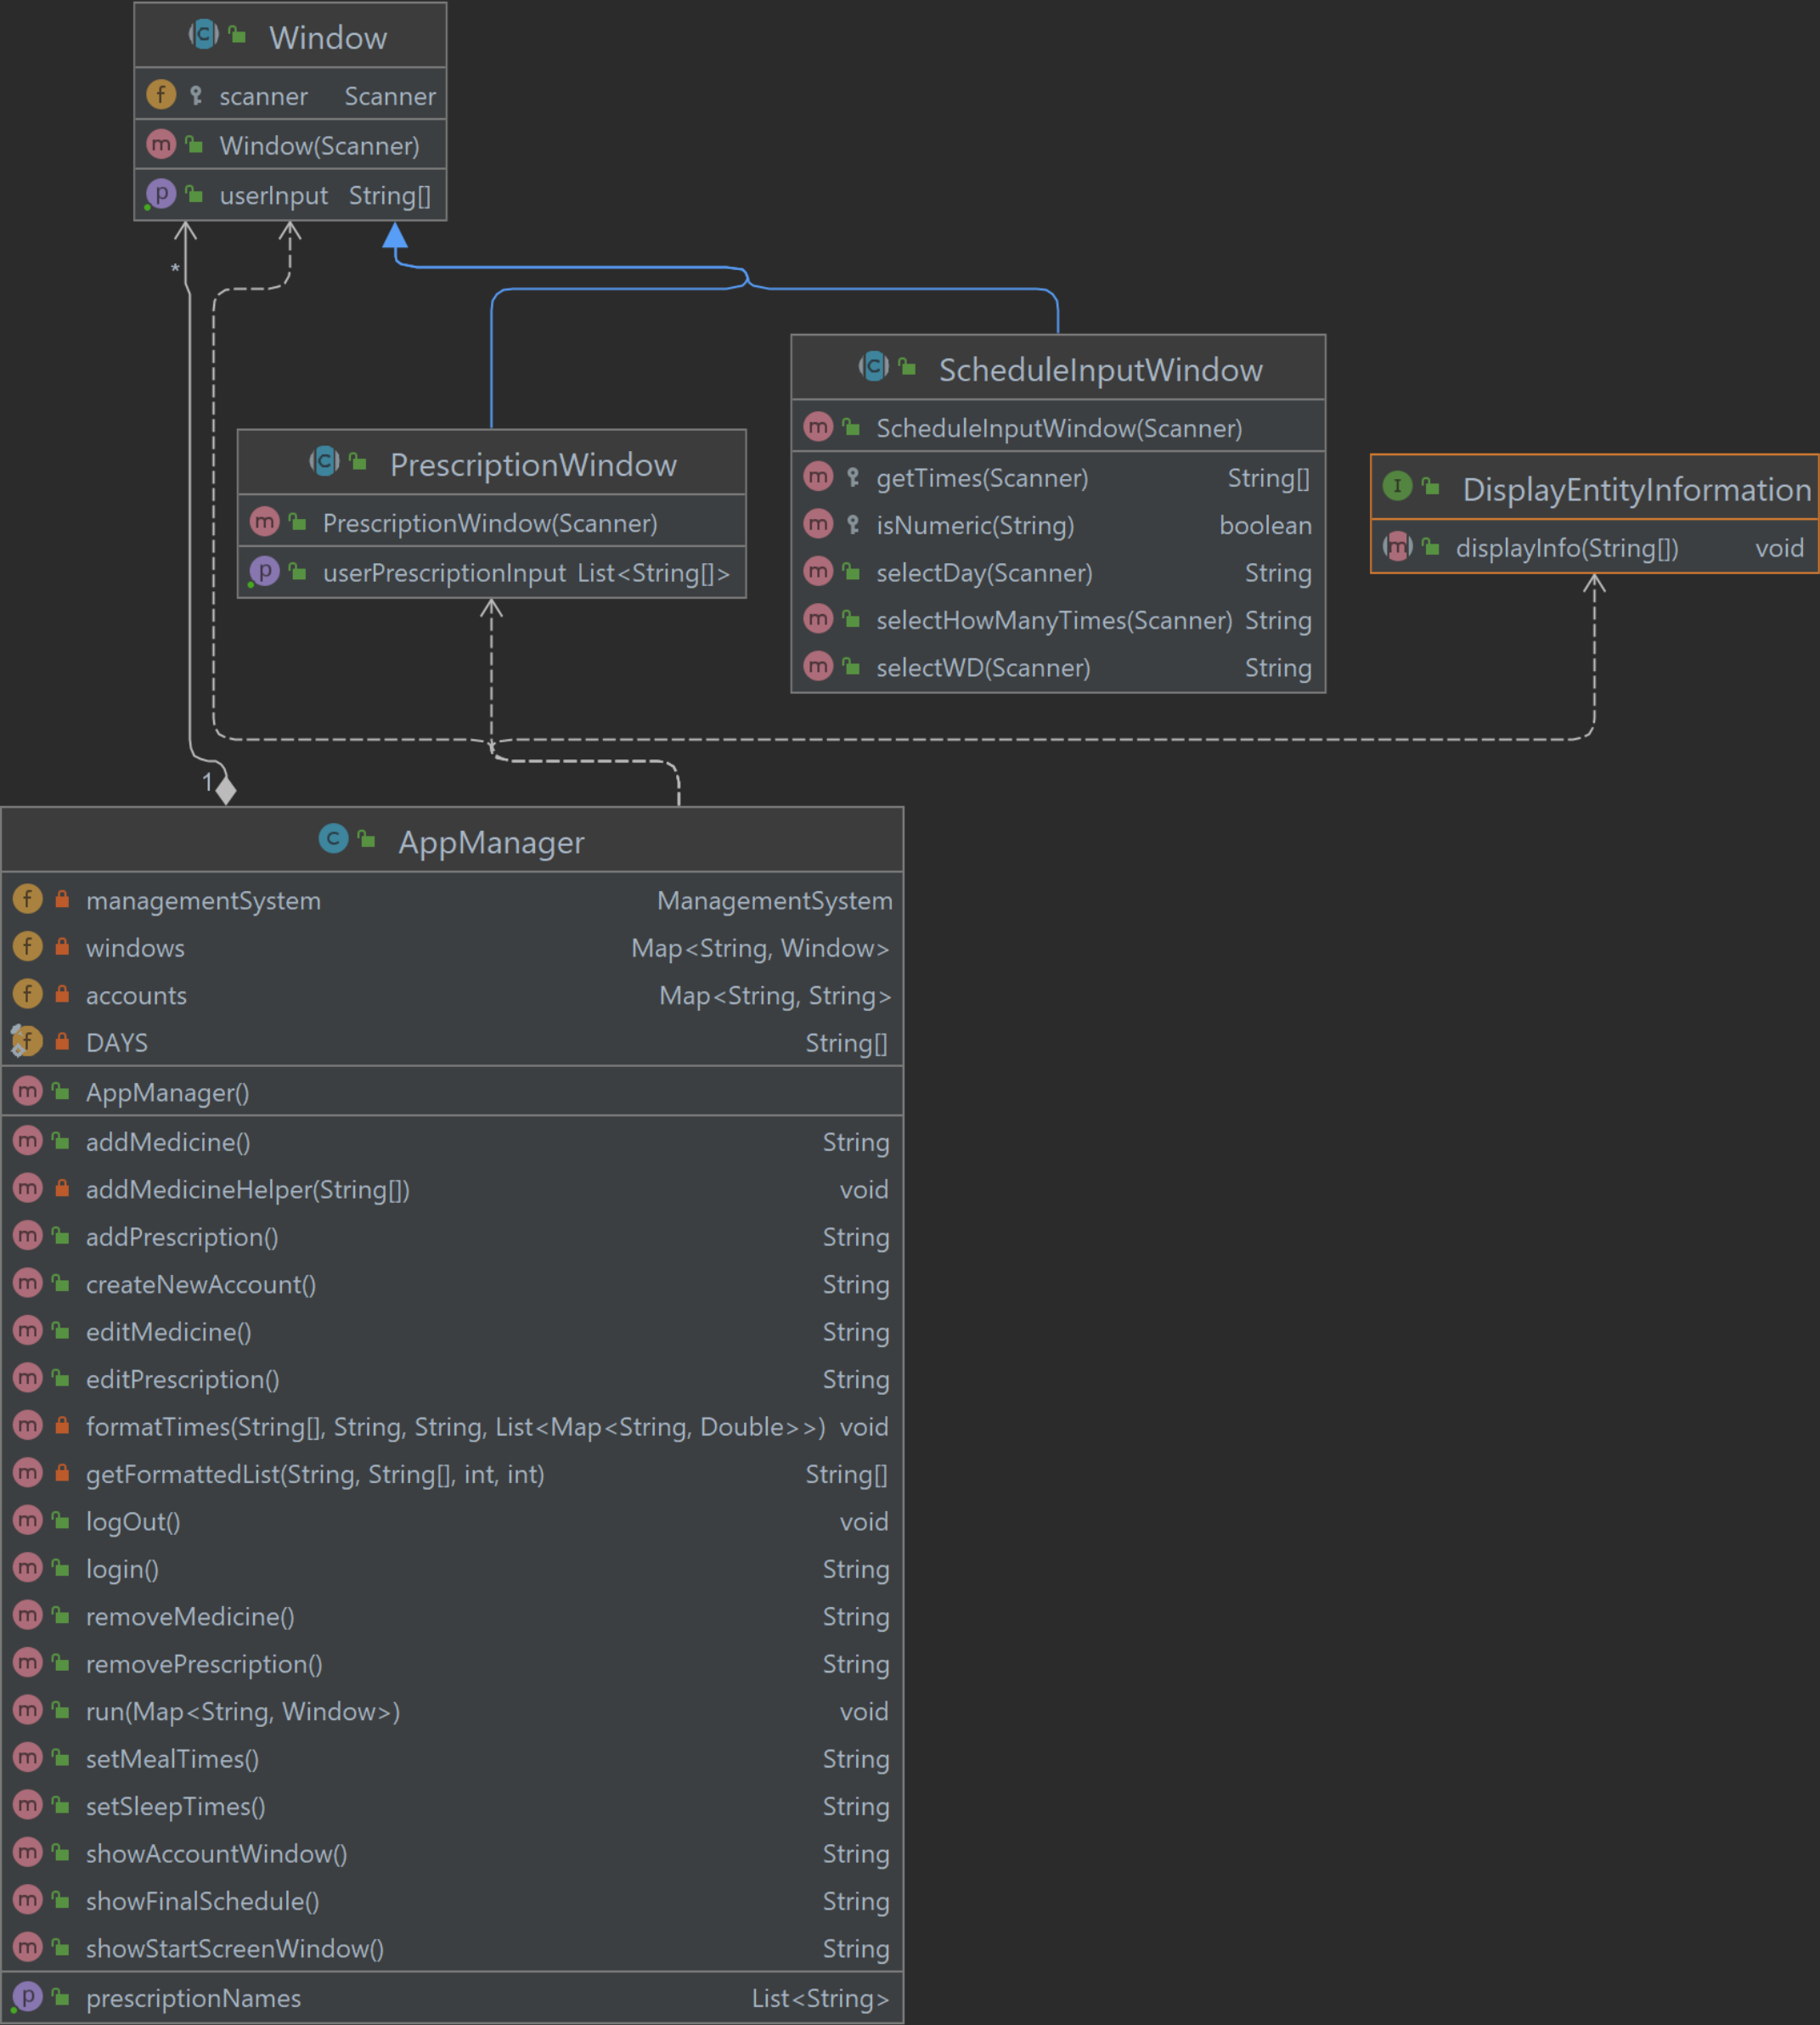 Window
scanner Scanner
Window(Scanner)
userInput String[]
*
ScheduleInputWindow
ScheduleInputWindow(Scanner)
getTimes(Scanner) String[]
isNumeric(String) boolean
selectDay(Scanner) String
selectHowManyTimes(Scanner) String
selectWD(Scanner) String
PrescriptionWindow
PrescriptionWindow(Scanner)
userPrescriptionInput List<String[]>
DisplayEntityInformation
displayInfo(String[]) void
1
AppManager
managementSystem ManagementSystem
windows Map<String, Window>
accounts Map<String, String>
DAYS String[]
AppManager()
addMedicine() String
addMedicineHelper(String[]) void
addPrescription() String
createNewAccount() String
editMedicine() String
editPrescription() String
formatTimes(String[], String, String, List<Map<String, Double>>) void
getFormattedList(String, String[], int, int) String[]
logOut() void
login() String
removeMedicine() String
removePrescription() String
run(Map<String, Window>) void
setMealTimes() String
setSleepTimes() String
showAccountWindow() String
showFinalSchedule() String
showStartScreenWindow() String
prescriptionNames List<String>